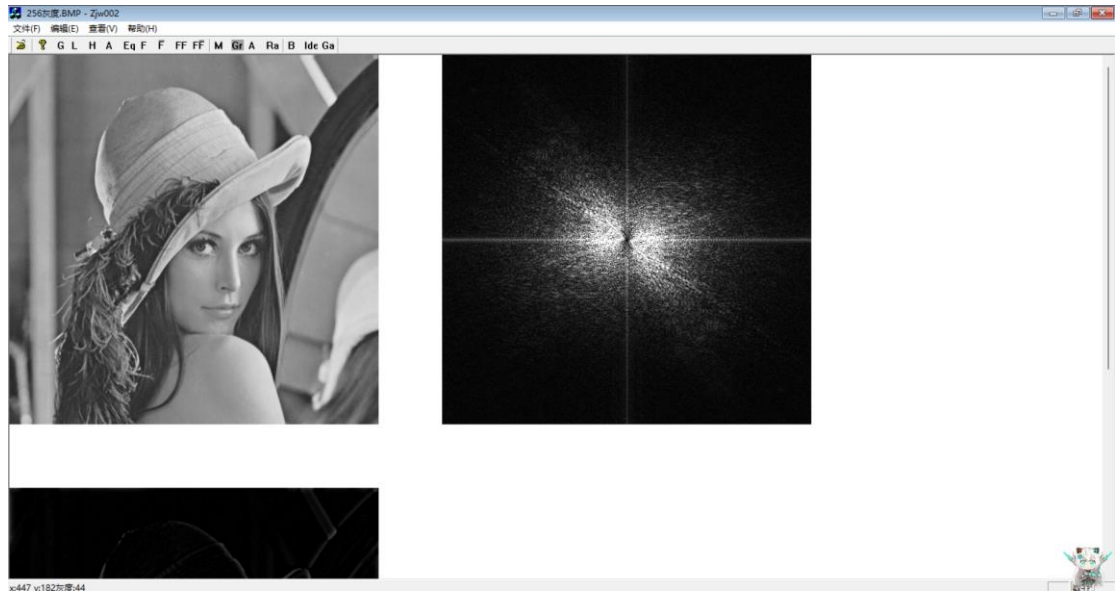 256灰度.BMP - Zjw002
文件(F) 编辑(E) 查看(V) 帮助(H)
G L H A Eq F F̅ FF FF̅ M Gr A Ra B Ide Ga
x:447 y:182灰度:44